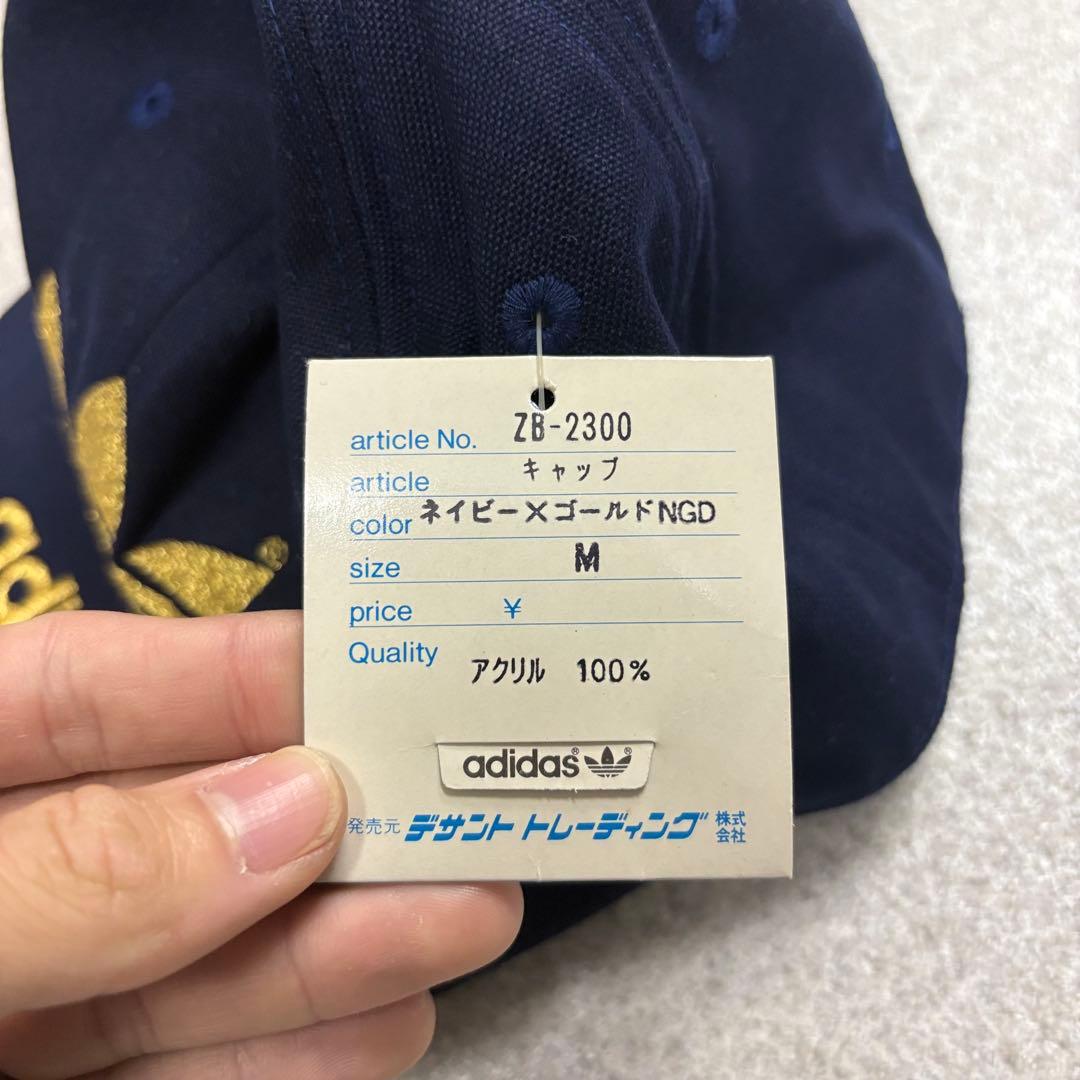 article No. ZB-2300
article キャップ
color ネイビー×ゴールドNGD
size M
price ¥
Quality アクリル 100%
adidas®
発売元 デサント トレーディング 株式会社